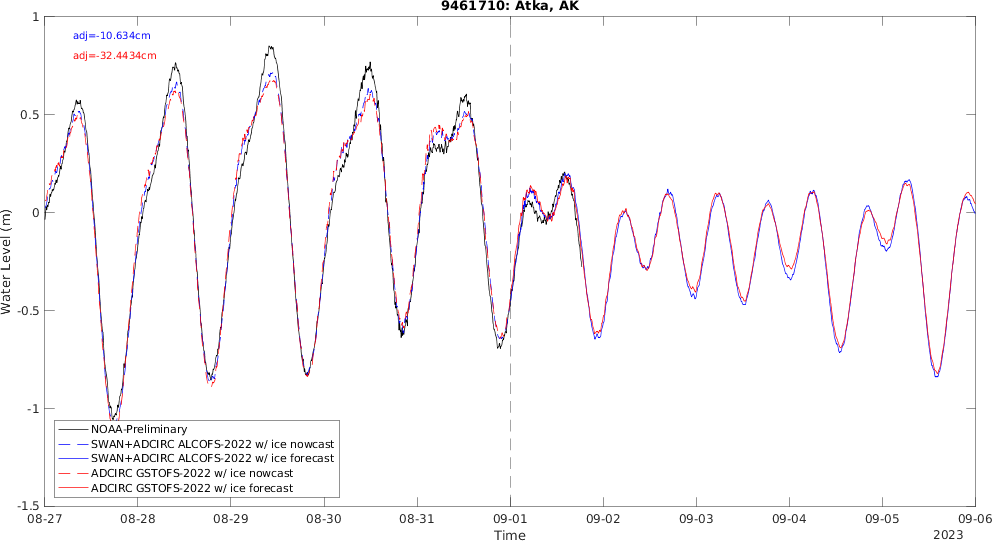 9461710: Atka, AK
adj=-10.634cm
adj=-32.4434cm
Water Level (m)
1
0.5
0
-0.5
-1
-1.5
NOAA-Preliminary
SWAN+ADCIRC ALCOFS-2022 w/ ice nowcast
SWAN+ADCIRC ALCOFS-2022 w/ ice forecast
ADCIRC GSTOFS-2022 w/ ice nowcast
ADCIRC GSTOFS-2022 w/ ice forecast
08-27 08-28 08-29 08-30 08-31 09-01 09-02 09-03 09-04 09-05 09-06
Time
2023